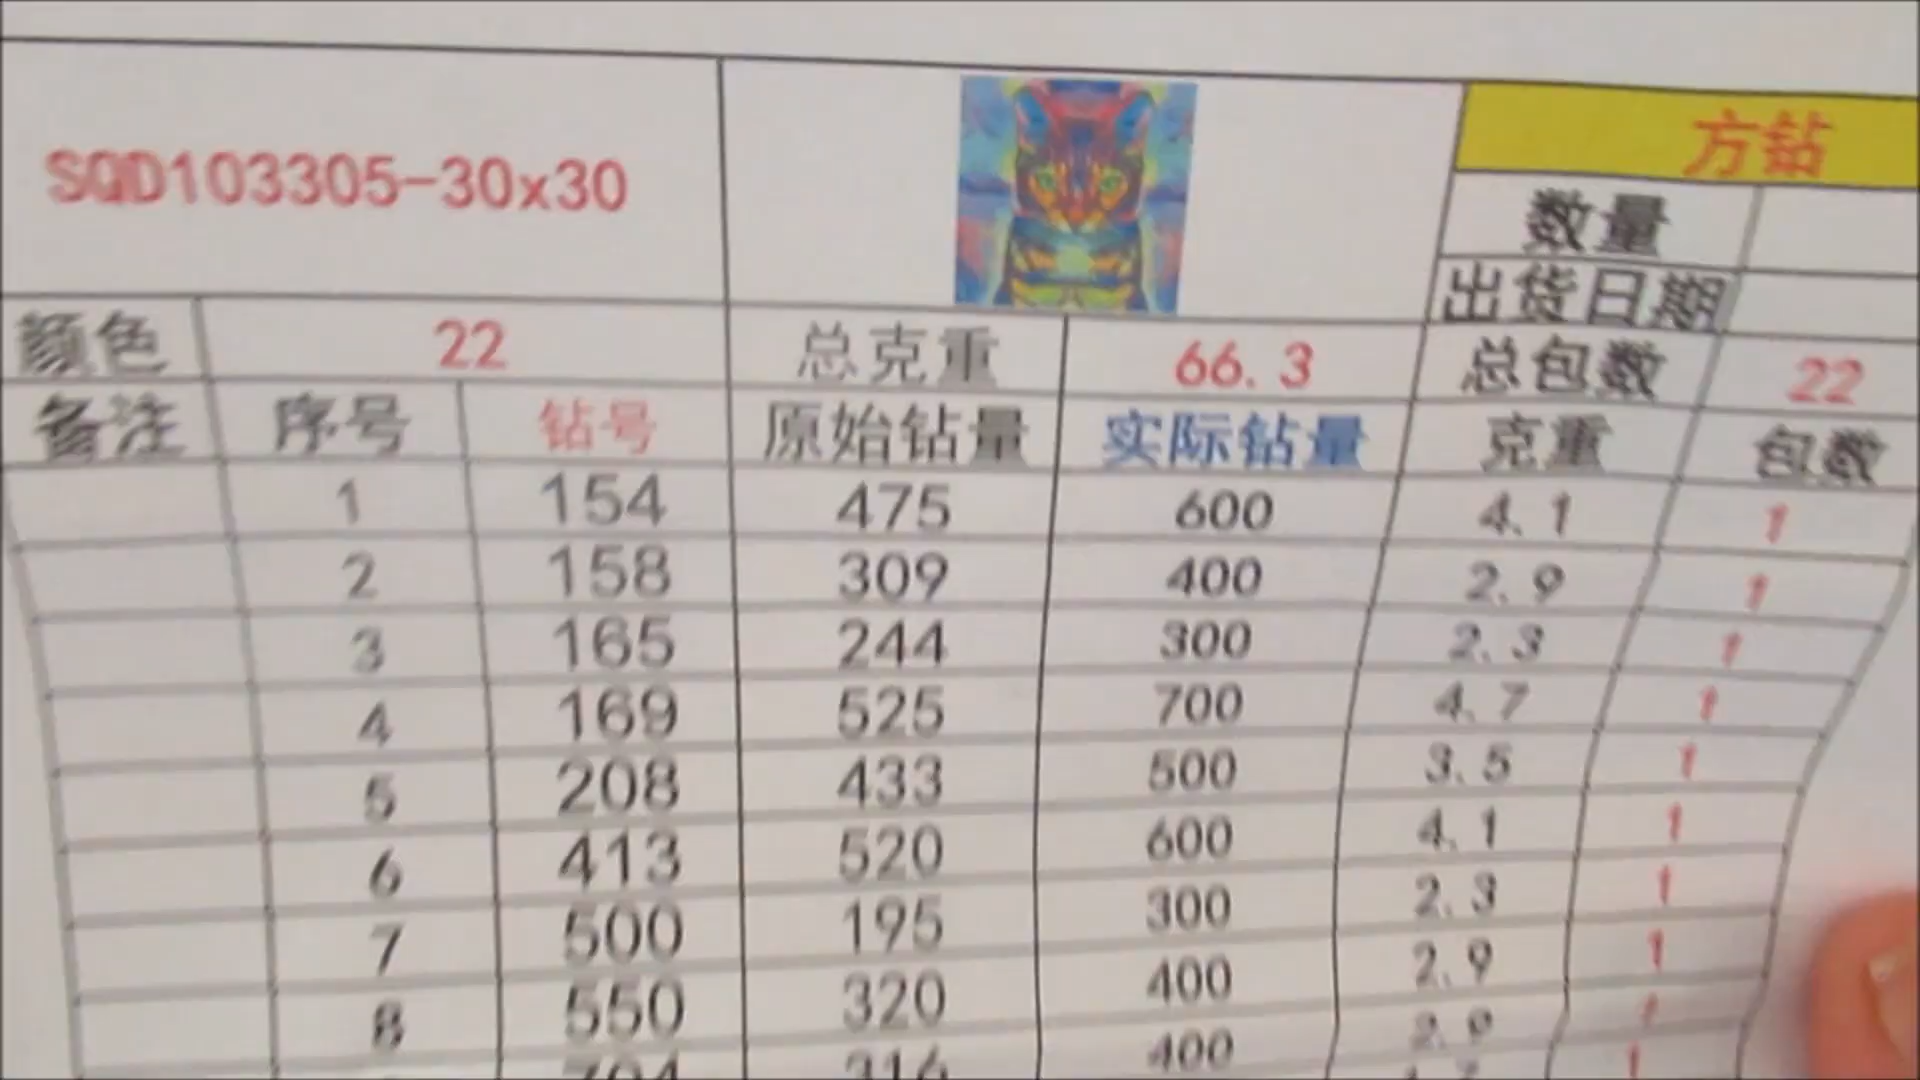 SQD103305-30x30
方钻
数量
出货日期
颜色 22 总克重 66.3 总包数 22
备注 序号 钻号 原始钻量 实际钻量 克重 包数
1 154 475 600 4.1 1
2 158 309 400 2.9 1
3 165 244 300 2.3 1
4 169 525 700 4.7 1
5 208 433 500 3.5 1
6 413 520 600 4.1 1
7 500 195 300 2.3 1
8 550 320 400 2.9 1
316 400 2.9 1